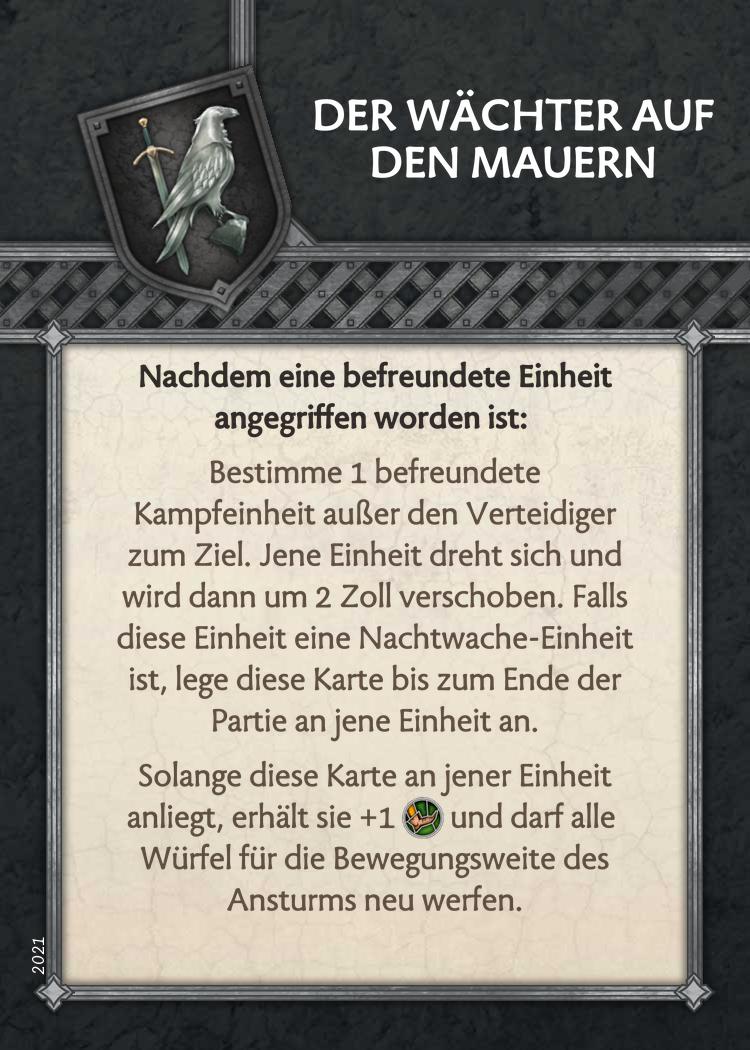 DER WÄCHTER AUF
DEN MAUERN
Nachdem eine befreundete Einheit
angegriffen worden ist:
Bestimme 1 befreundete
Kampfeinheit außer den Verteidiger
zum Ziel. Jene Einheit dreht sich und
wird dann um 2 Zoll verschoben. Falls
diese Einheit eine Nachtwache-Einheit
ist, lege diese Karte bis zum Ende der
Partie an jene Einheit an.
Solange diese Karte an jener Einheit
anliegt, erhält sie +1 und darf alle
Würfel für die Bewegungsweite des
Ansturms neu werfen.
2021